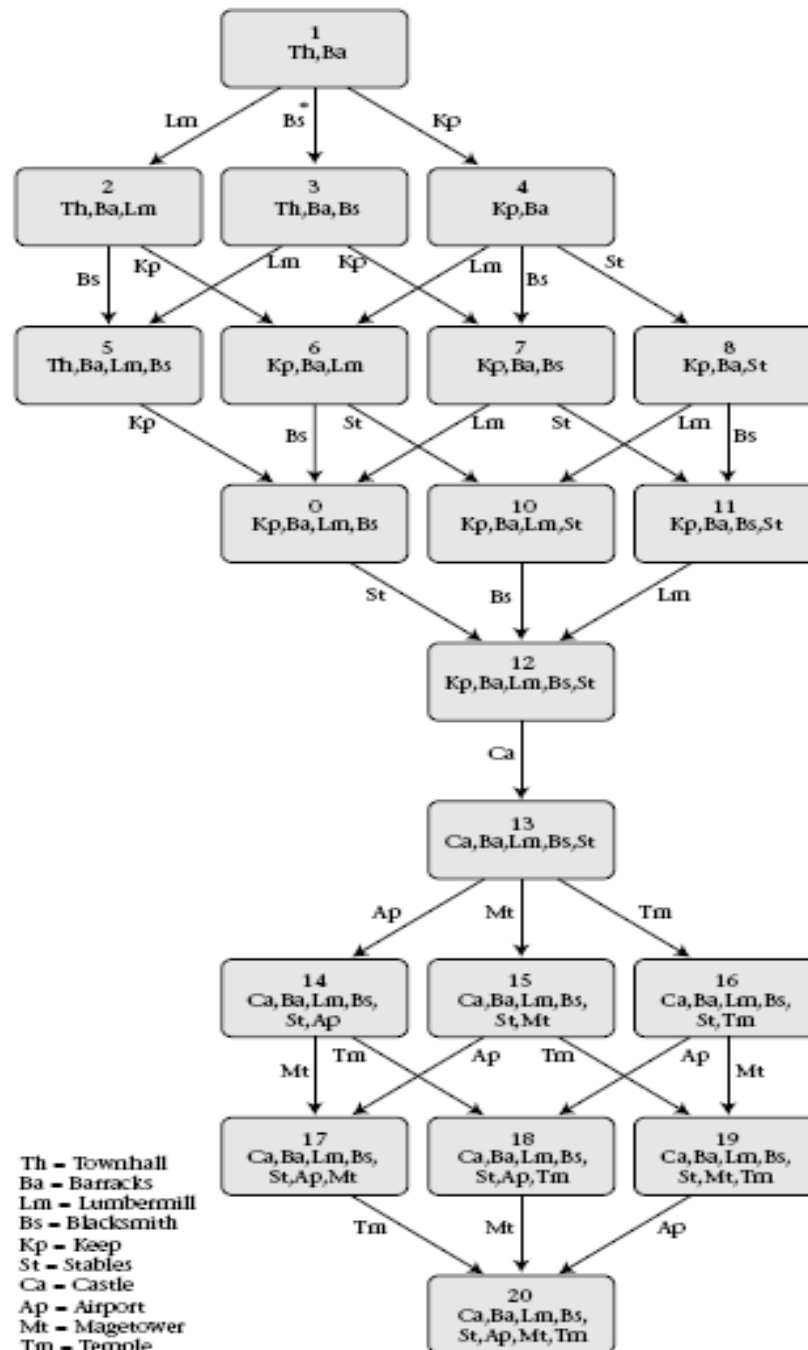 1
Th,Ba
Lm
Bs*
Kp
2
Th,Ba,Lm
3
Th,Ba,Bs
4
Kp,Ba
Bs
Kp
Lm
Kp
Lm
Bs
St
5
Th,Ba,Lm,Bs
6
Kp,Ba,Lm
7
Kp,Ba,Bs
8
Kp,Ba,St
Kp
Bs
St
Lm
St
Lm
Bs
0
Kp,Ba,Lm,Bs
10
Kp,Ba,Lm,St
11
Kp,Ba,Bs,St
St
Bs
Lm
12
Kp,Ba,Lm,Bs,St
Ca
13
Ca,Ba,Lm,Bs,St
Ap
Mt
Tm
14
Ca,Ba,Lm,Bs,
St,Ap
15
Ca,Ba,Lm,Bs,
St,Mt
16
Ca,Ba,Lm,Bs,
St,Tm
Mt
Tm
Ap
Tm
Ap
Mt
17
Ca,Ba,Lm,Bs,
St,Ap,Mt
18
Ca,Ba,Lm,Bs,
St,Ap,Tm
19
Ca,Ba,Lm,Bs,
St,Mt,Tm
Tm
Mt
Ap
20
Ca,Ba,Lm,Bs,
St,Ap,Mt,Tm
Th = Townhall
Ba = Barracks
Lm = Lumbermill
Bs = Blacksmith
Kp = Keep
St = Stables
Ca = Castle
Ap = Airport
Mt = Magetower
Tm = Temple